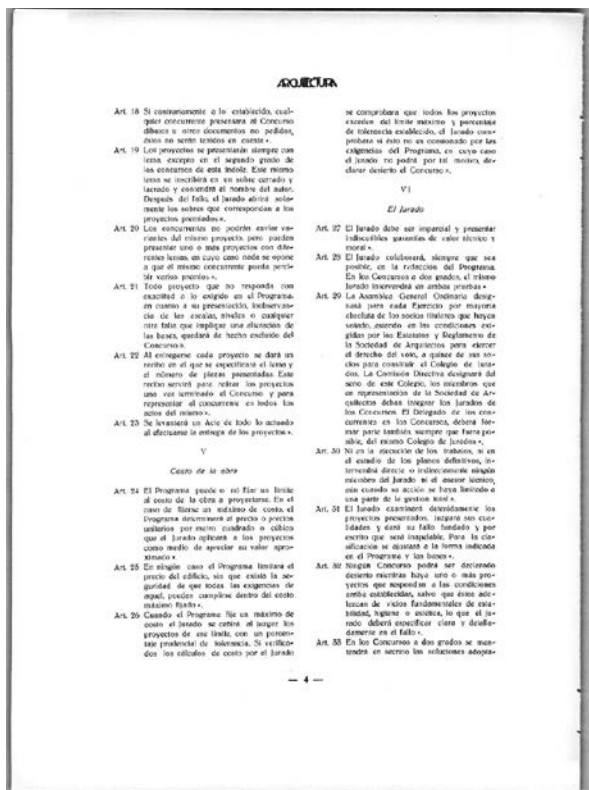 ARQUITECTURA
Art. 18 Si contrariamente a lo establecido, cual-
quier concurrente presentara al Concurso
dibujos u otros documentos no pedidos,
éstos no serán tenidos en cuenta ».
Art. 19 Los proyectos se presentarán siempre con
lema, excepto en el segundo grado de
los concursos de esta índole. Este mismo
lema se inscribirá en un sobre cerrado y
lacrado y contendrá el nombre del autor.
Después del fallo, el Jurado abrirá sola-
mente los sobres que correspondan a los
proyectos premiados ».
Art. 20 Los concurrentes no podrán enviar va-
riantes del mismo proyecto, pero pueden
presentar uno o más proyectos con dife-
rentes lemas, en cuyo caso nada se opone
a que el mismo concurrente pueda perci-
bir varios premios ».
Art. 21 Todo proyecto que no responda con
exactitud a lo exigido en el Programa,
en cuanto a su presentación, inobservan-
cia de las escalas, niveles o cualquier
otra falta que implique una alteración de
las bases, quedará de hecho excluido del
Concurso ».
Art. 22 Al entregarse cada proyecto se dará un
recibo en el que se especificará el lema y
el número de piezas presentadas. Este
recibo servirá para retirar los proyectos
una vez terminado el Concurso y para
representar al concurrente en todos los
actos del mismo ».
Art. 23 Se levantará un Acta de todo lo actuado
al efectuarse la entrega de los proyectos ».
V
Costo de la obra
Art. 24 El Programa puede o nó fijar un límite
al costo de la obra a proyectarse. En el
caso de fijarse un máximo de costo, el
Programa determinará el precio o precios
unitarios por metro cuadrado o cúbico
que el Jurado aplicará a los proyectos
como medio de apreciar su valor apro-
ximado ».
Art. 25 En ningún caso el Programa limitará el
precio del edificio, sin que exista la se-
guridad de que todas las exigencias de
aquel, pueden cumplirse dentro del costo
máximo fijado ».
Art. 26 Cuando el Programa fije un máximo de
costo el Jurado se ceñirá al juzgar los
proyectos de ese límite, con un porcen-
taje prudencial de tolerancia. Si verifica-
dos los cálculos de costo por el Jurado
se comprobara que todos los proyectos
exceden del límite máximo y porcentaje
de tolerancia establecido, el Jurado com-
probará si ésto no es ocasionado por las
exigencias del Programa, en cuyo caso
el Jurado no podrá por tal motivo, de-
clarar desierto el Concurso ».
VI
El Jurado
Art. 27 El Jurado debe ser imparcial y presentar
indiscutibles garantías de valor técnico y
moral ».
Art. 28 El Jurado colaborará, siempre que sea
posible, en la redacción del Programa.
En los Concursos a dos grados, el mismo
Jurado intervendrá en ambas pruebas ».
Art. 29 La Asamblea General Ordinaria desig-
nará para cada Ejercicio por mayoría
absoluta de los socios titulares que hayan
votado, estando en las condiciones exi-
gidas por los Estatutos y Reglamento de
la Sociedad de Arquitectos para ejercer
el derecho del voto, a quince de sus so-
cios para constituir el Colegio de Jura-
dos. La Comisión Directiva designará del
seno de este Colegio, los miembros que
en representación de la Sociedad de Ar-
quitectos deban integrar los Jurados de
los Concursos. El Delegado de los con-
currentes en los Concursos, deberá for-
mar parte también, siempre que fuera po-
sible, del mismo Colegio de Jurados ».
Art. 30 Ni en la ejecución de los trabajos, ni en
el estudio de los planos definitivos, in-
tervendrá directa o indirectamente ningún
miembro del Jurado ni el asesor técnico,
aún cuando su acción se haya limitado a
una parte de la gestión total ».
Art. 31 El Jurado examinará detenidamente los
proyectos presentados, juzgará sus cua-
lidades y dará su fallo fundado y por
escrito que será inapelable. Para la cla-
sificación se ajustará a la forma indicada
en el Programa y las bases ».
Art. 32 Ningún Concurso podrá ser declarado
desierto mientras haya uno o más pro-
yectos que respondan a las condiciones
arriba establecidas, salvo que éstos ado-
lezcan de vicios fundamentales de esta-
bilidad, higiene o estética, lo que el ju-
rado deberá especificar clara y detalla-
damente en el fallo ».
Art. 33 En los Concursos a dos grados se man-
tendrá en secreto las soluciones adopta-
— 4 —